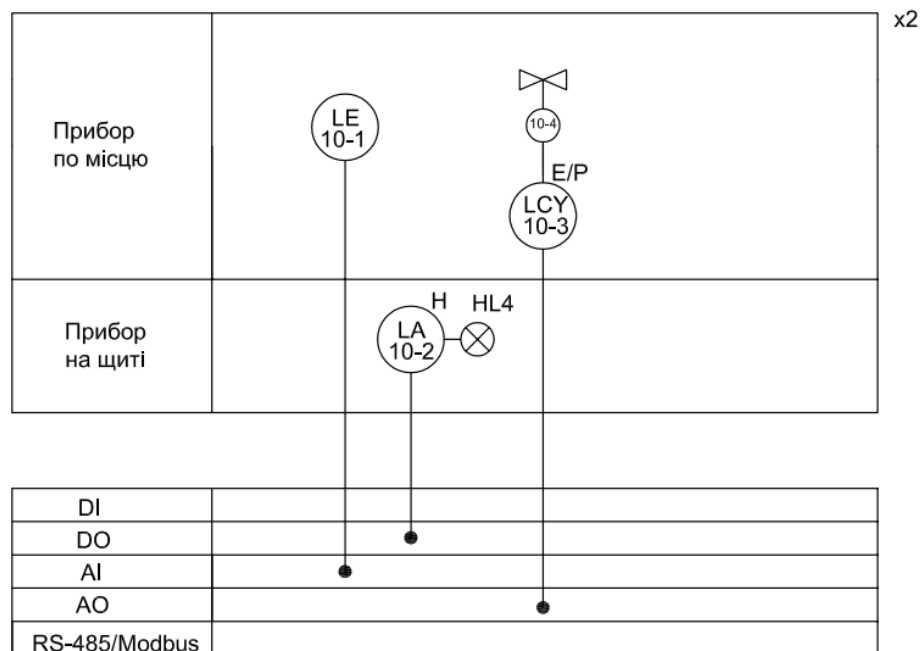 x2
Прибор
по місцю
LE
10-1
10-4
E/P
LCY
10-3
Прибор
на щиті
H
HL4
LA
10-2
DI
DO
AI
AO
RS-485/Modbus